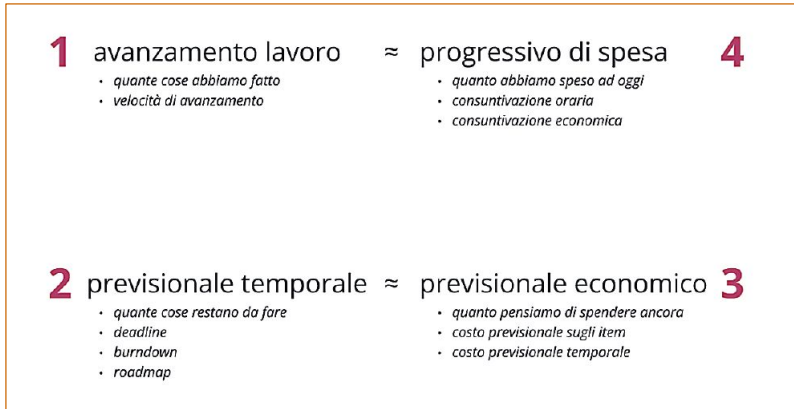 1 avanzamento lavoro ≈ progressivo di spesa 4
• quante cose abbiamo fatto
• velocità di avanzamento
• quanto abbiamo speso ad oggi
• consuntivazione oraria
• consuntivazione economica
2 previsionale temporale ≈ previsionale economico 3
• quante cose restano da fare
• deadline
• burndown
• roadmap
• quanto pensiamo di spendere ancora
• costo previsionale sugli item
• costo previsionale temporale